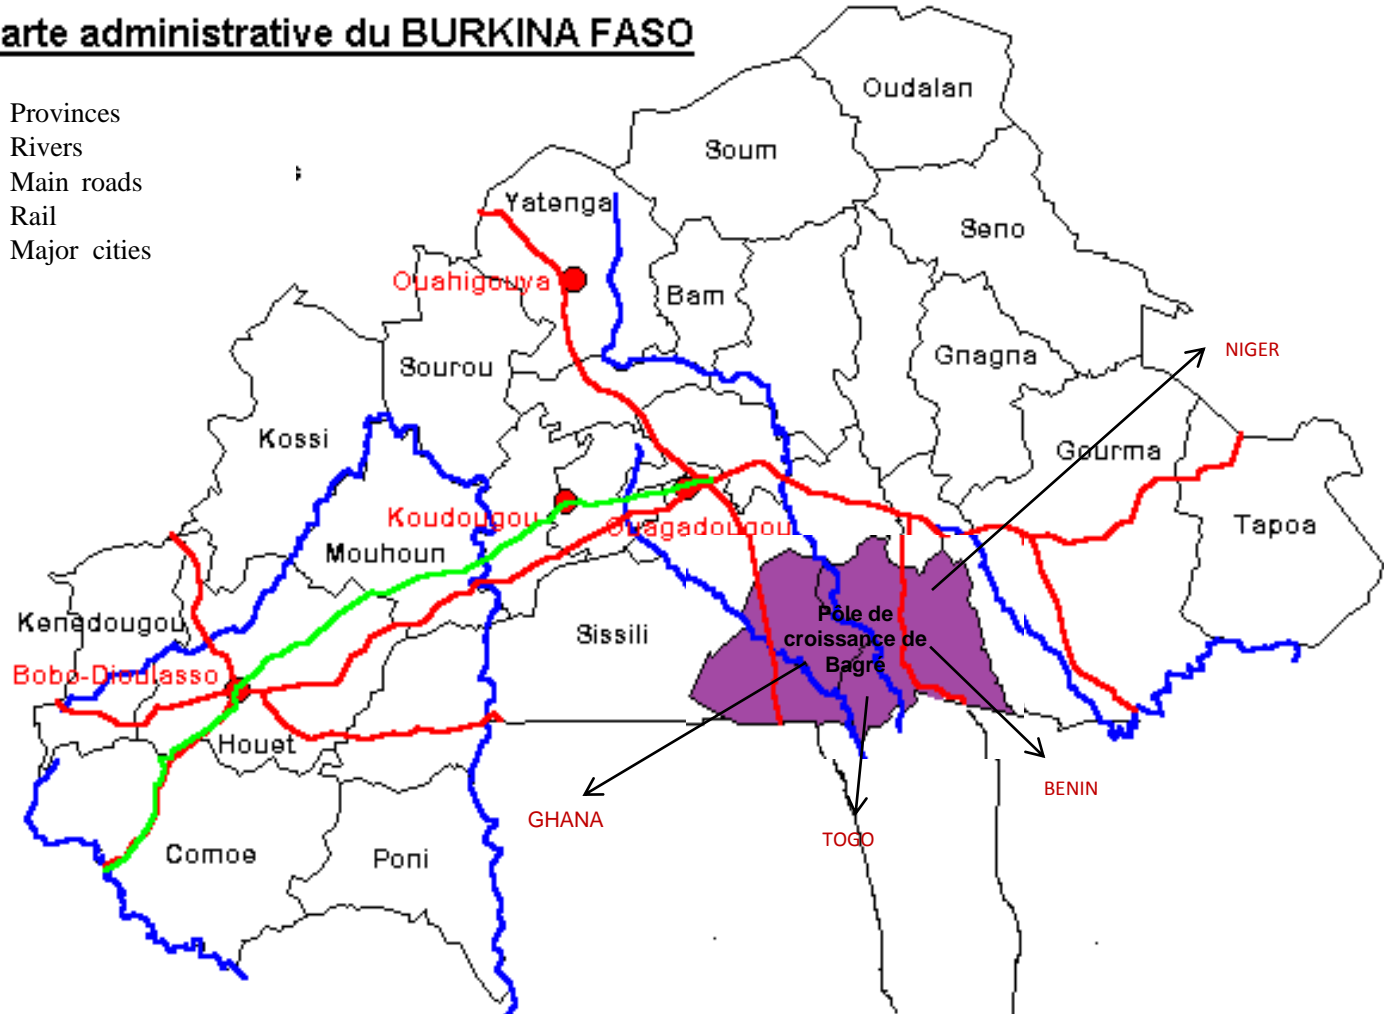 arte administrative du BURKINA FASO
Provinces
Rivers
Main roads
Rail
Major cities
Oudalan
Soum
Yatenga
Seno
Ouahigouya
Bam
Sourou
Gnagna
NIGER
Kossi
Gourma
Koudougou
Ouagadougou
Tapoa
Mouhoun
Kenedougou
Sissili
Pôle de
croissance de
Bagré
Bobo-Dioulasso
Houet
BENIN
GHANA
TOGO
Comoe
Poni